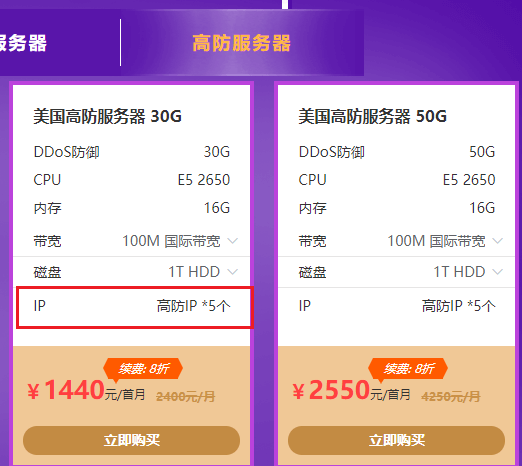 服务器
高防服务器
美国高防服务器 30G
DDoS防御 30G
CPU E5 2650
内存 16G
带宽 100M 国际带宽
磁盘 1T HDD
IP 高防IP *5个
续费: 8折
¥1440元/首月 2400元/月
立即购买
美国高防服务器 50G
DDoS防御 50G
CPU E5 2650
内存 16G
带宽 100M 国际带宽
磁盘 1T HDD
IP 高防IP *5个
续费: 8折
¥2550元/首月 4250元/月
立即购买